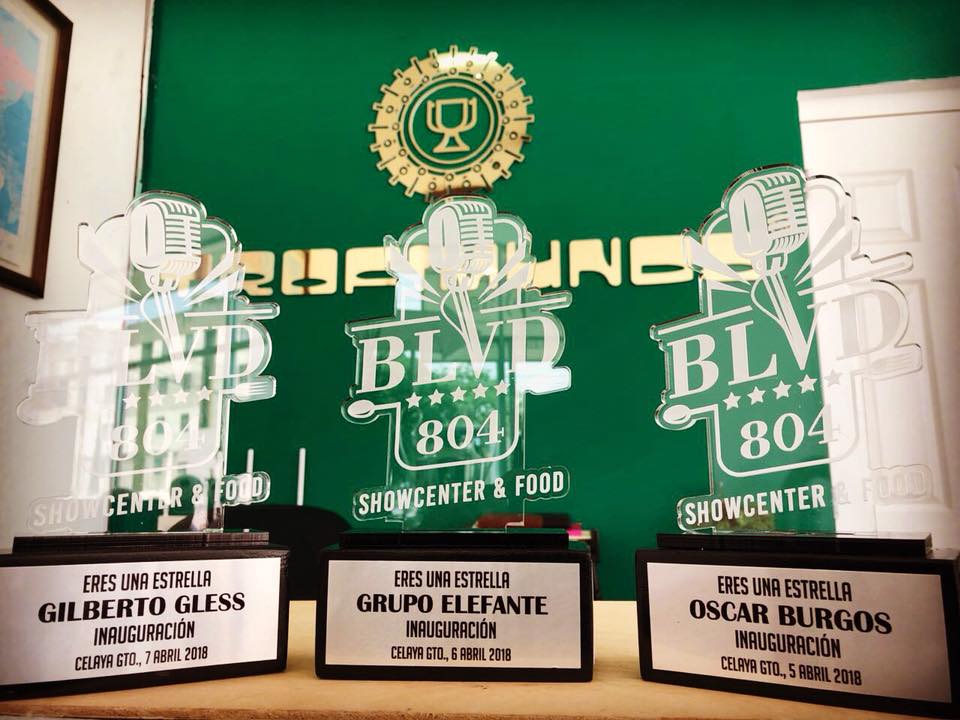 BLVD
804
SHOWCENTER & FOOD
ERES UNA ESTRELLA
GILBERTO GLESS
INAUGURACIÓN
CELAYA GTO., 7 ABRIL 2018
BLVD
804
SHOWCENTER & FOOD
ERES UNA ESTRELLA
GRUPO ELEFANTE
INAUGURACIÓN
CELAYA GTO., 6 ABRIL 2018
BLVD
804
SHOWCENTER & FOOD
ERES UNA ESTRELLA
OSCAR BURGOS
INAUGURACIÓN
CELAYA GTO., 5 ABRIL 2018